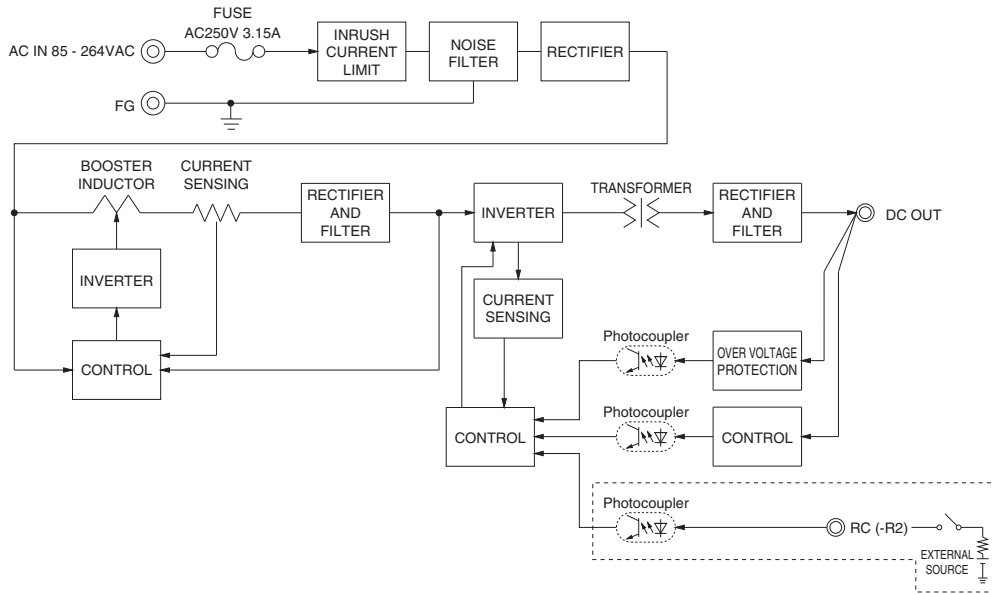 FUSE
AC250V 3.15A
AC IN 85 - 264VAC
INRUSH
CURRENT
LIMIT
NOISE
FILTER
RECTIFIER
FG
BOOSTER
INDUCTOR
CURRENT
SENSING
RECTIFIER
AND
FILTER
INVERTER
TRANSFORMER
RECTIFIER
AND
FILTER
DC OUT
INVERTER
CURRENT
SENSING
CONTROL
Photocoupler
OVER VOLTAGE
PROTECTION
Photocoupler
CONTROL
CONTROL
Photocoupler
RC (-R2)
EXTERNAL
SOURCE